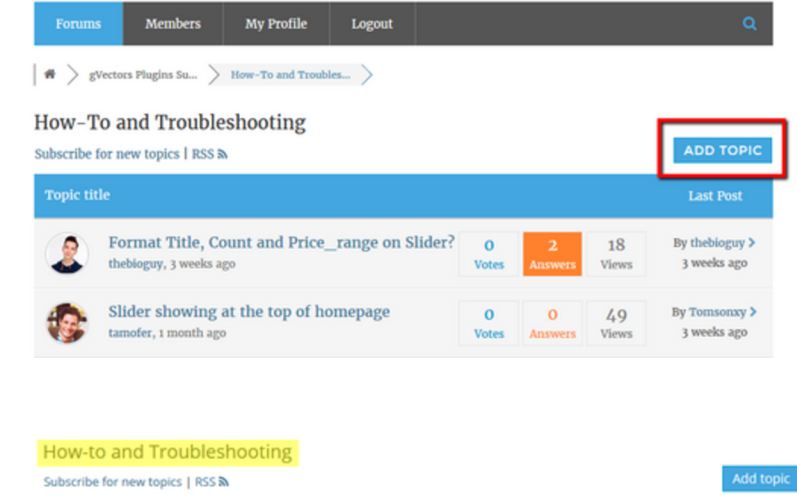 Forums Members My Profile Logout
gVectors Plugins Su... How-To and Troubles...
How-To and Troubleshooting
Subscribe for new topics | RSS
ADD TOPIC
Topic title Last Post
Format Title, Count and Price_range on Slider? 0 2 18 By thebioguy
thebioguy, 3 weeks ago Votes Answers Views 3 weeks ago
Slider showing at the top of homepage 0 0 49 By Tomsonxy
tamofer, 1 month ago Votes Answers Views 3 weeks ago
How-to and Troubleshooting
Subscribe for new topics | RSS Add topic